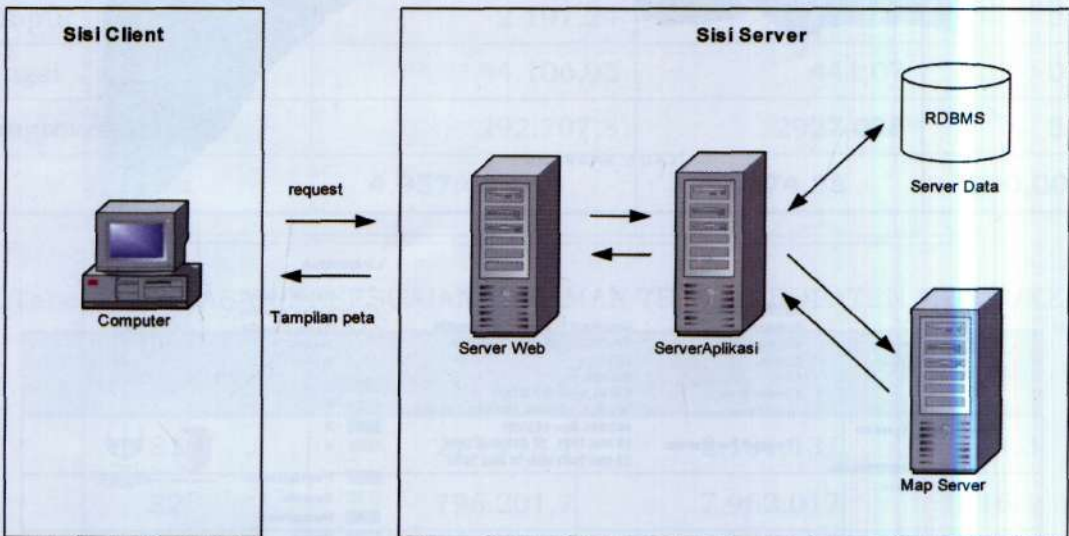 Sisi Client
Sisi Server
RDBMS
Server Data
request
Tampilan peta
Computer
Server Web
ServerAplikasi
Map Server